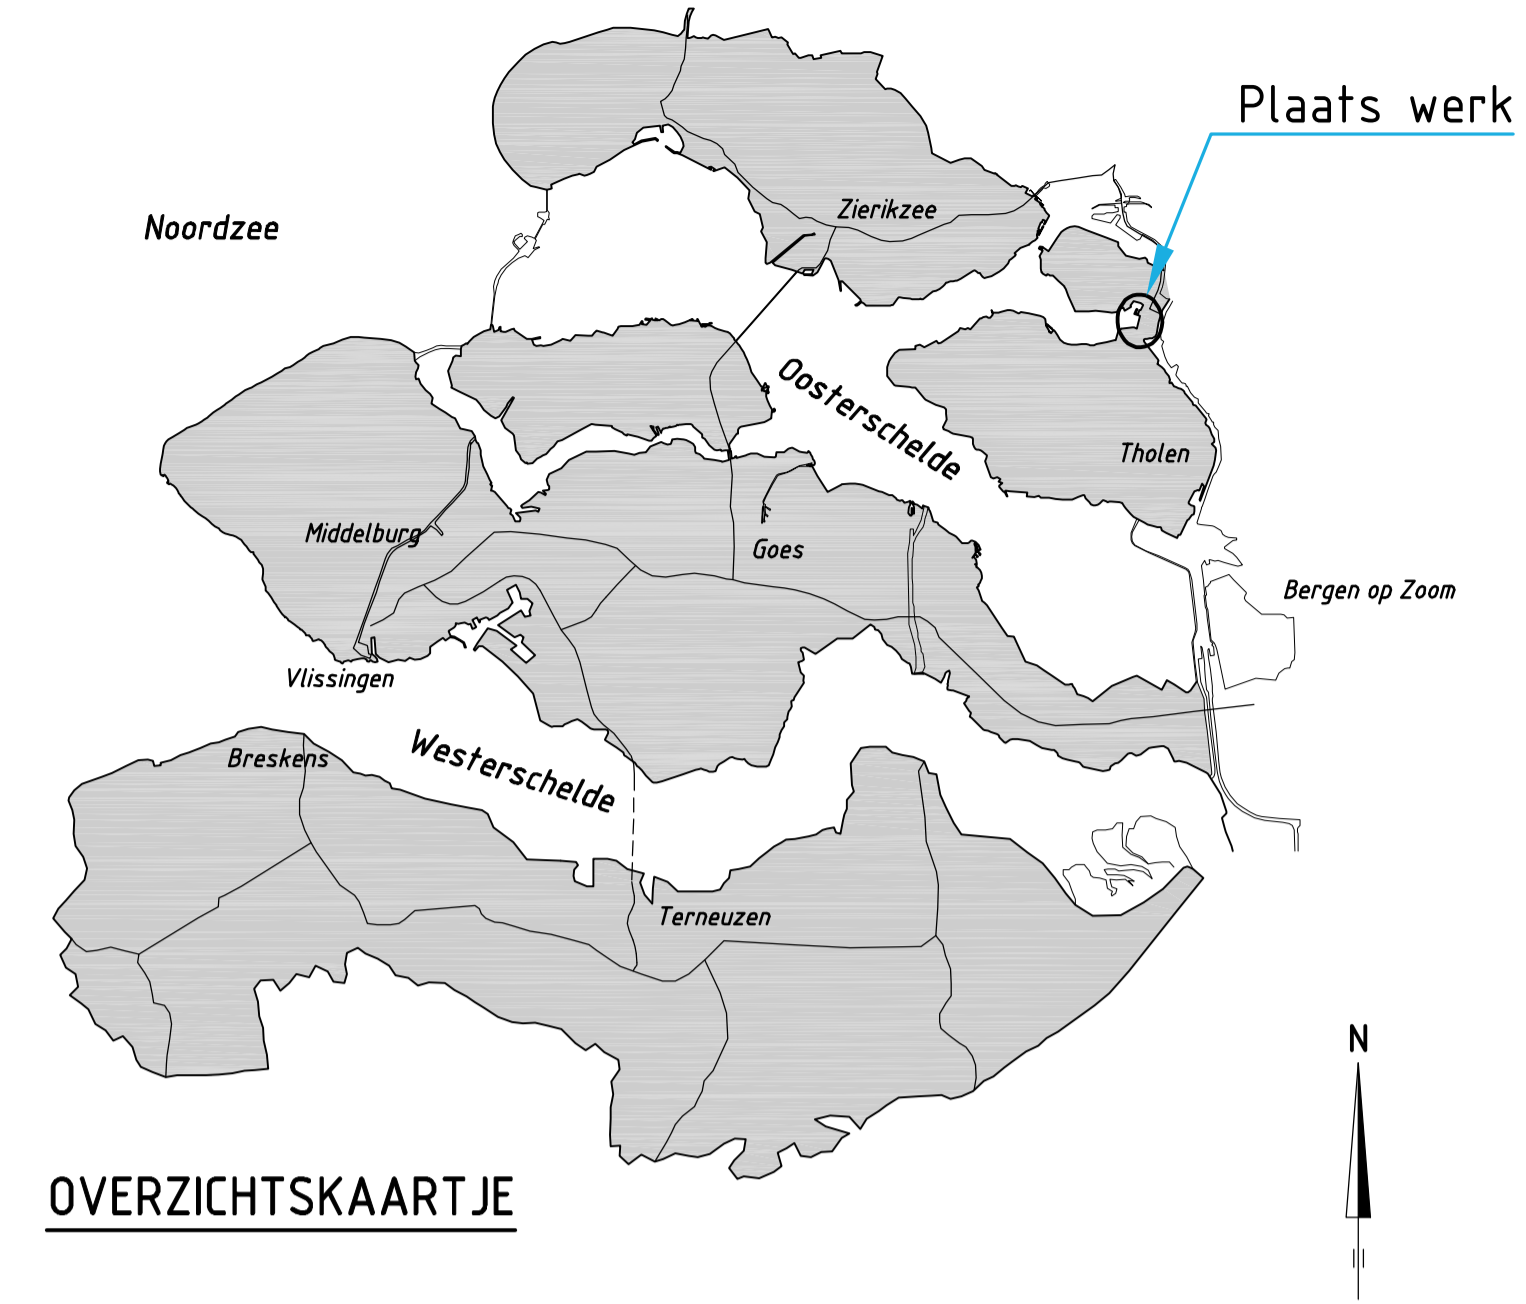 Plaats werk
Zierikzee
Noordzee
Oosterschelde
Tholen
Middelburg
Goes
Bergen op Zoom
Vlissingen
Westerschelde
Breskens
Terneuzen
N
OVERZICHTSKAARTJE